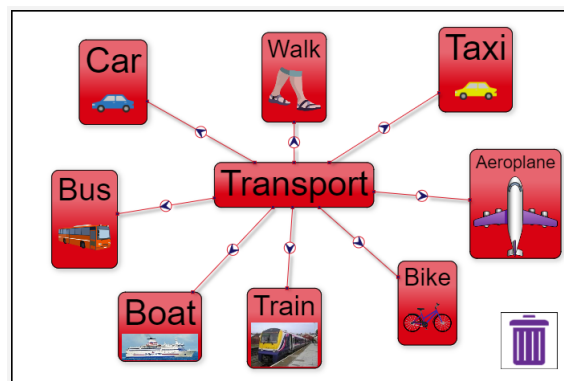 Car
Walk
Taxi
Bus
Transport
Aeroplane
Boat
Train
Bike